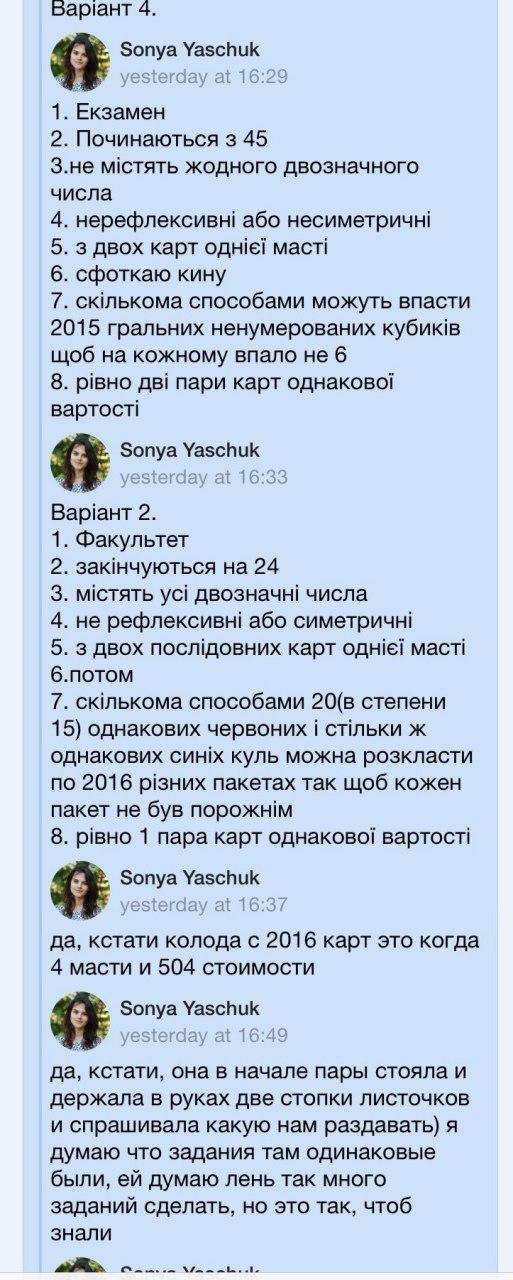 Варіант 4.
Sonya Yaschuk
yesterday at 16:29
1. Екзамен
2. Починаються з 45
3.не містять жодного двозначного
числа
4. нерефлексивні або несиметричні
5. з двох карт однієї масті
6. сфоткаю кину
7. скількома способами можуть впасти
2015 гральних ненумерованих кубиків
щоб на кожному впало не 6
8. рівно дві пари карт однакової
вартості
Sonya Yaschuk
yesterday at 16:33
Варіант 2.
1. Факультет
2. закінчуються на 24
3. містять усі двозначні числа
4. не рефлексивні або симетричні
5. з двох послідовних карт однієї масті
6.потом
7. скількома способами 20(в степени
15) однакових червоних і стільки ж
однакових синіх куль можна розкласти
по 2016 різних пакетах так щоб кожен
пакет не був порожнім
8. рівно 1 пара карт однакової вартості
Sonya Yaschuk
yesterday at 16:37
да, кстати колода с 2016 карт это когда
4 масти и 504 стоимости
Sonya Yaschuk
yesterday at 16:49
да, кстати, она в начале пары стояла и
держала в руках две стопки листочков
и спрашивала какую нам раздавать) я
думаю что задания там одинаковые
были, ей думаю лень так много
заданий сделать, но это так, чтоб
знали
Sonya Yaschuk